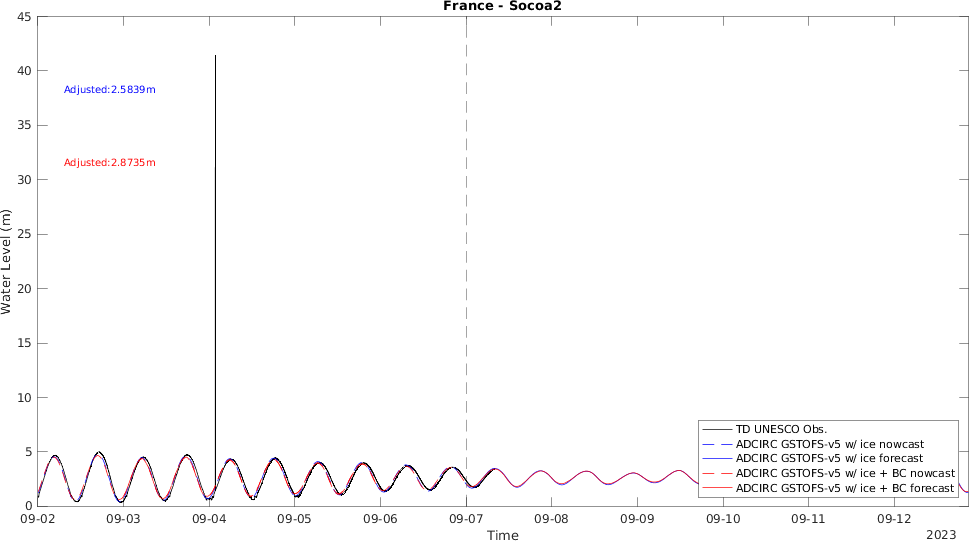 France - Socoa2
45
40
35
30
25
20
15
10
5
0
Water Level (m)
Adjusted:2.5839m
Adjusted:2.8735m
TD UNESCO Obs.
ADCIRC GSTOFS-v5 w/ ice nowcast
ADCIRC GSTOFS-v5 w/ ice forecast
ADCIRC GSTOFS-v5 w/ ice + BC nowcast
ADCIRC GSTOFS-v5 w/ ice + BC forecast
09-02 09-03 09-04 09-05 09-06 09-07 09-08 09-09 09-10 09-11 09-12
Time
2023